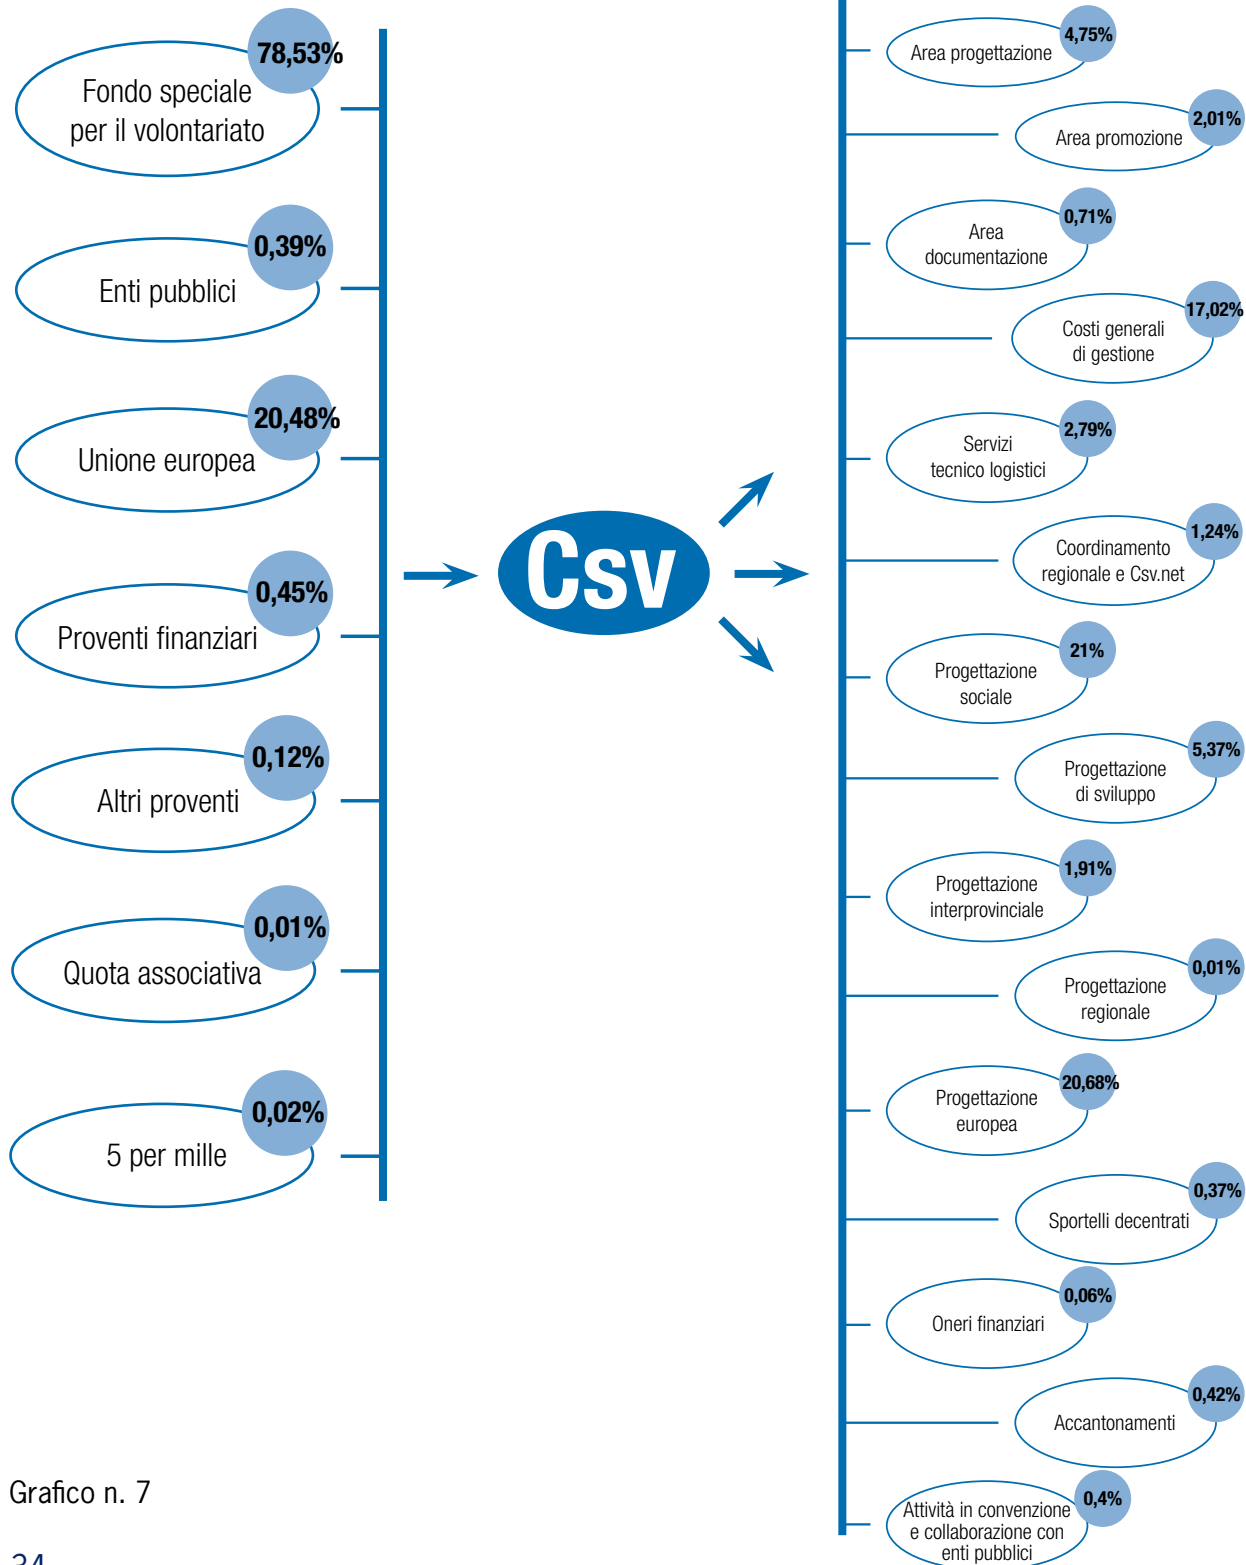 78,53%
Fondo speciale
per il volontariato
0,39%
Enti pubblici
20,48%
Unione europea
0,45%
Proventi finanziari
0,12%
Altri proventi
0,01%
Quota associativa
0,02%
5 per mille
Csv
4,75%
Area progettazione
2,01%
Area promozione
0,71%
Area
documentazione
17,02%
Costi generali
di gestione
2,79%
Servizi
tecnico logistici
1,24%
Coordinamento
regionale e Csv.net
21%
Progettazione
sociale
5,37%
Progettazione
di sviluppo
1,91%
Progettazione
interprovinciale
0,01%
Progettazione
regionale
20,68%
Progettazione
europea
0,37%
Sportelli decentrati
0,06%
Oneri finanziari
0,42%
Accantonamenti
0,4%
Attività in convenzione
e collaborazione con
enti pubblici
Grafico n. 7
34